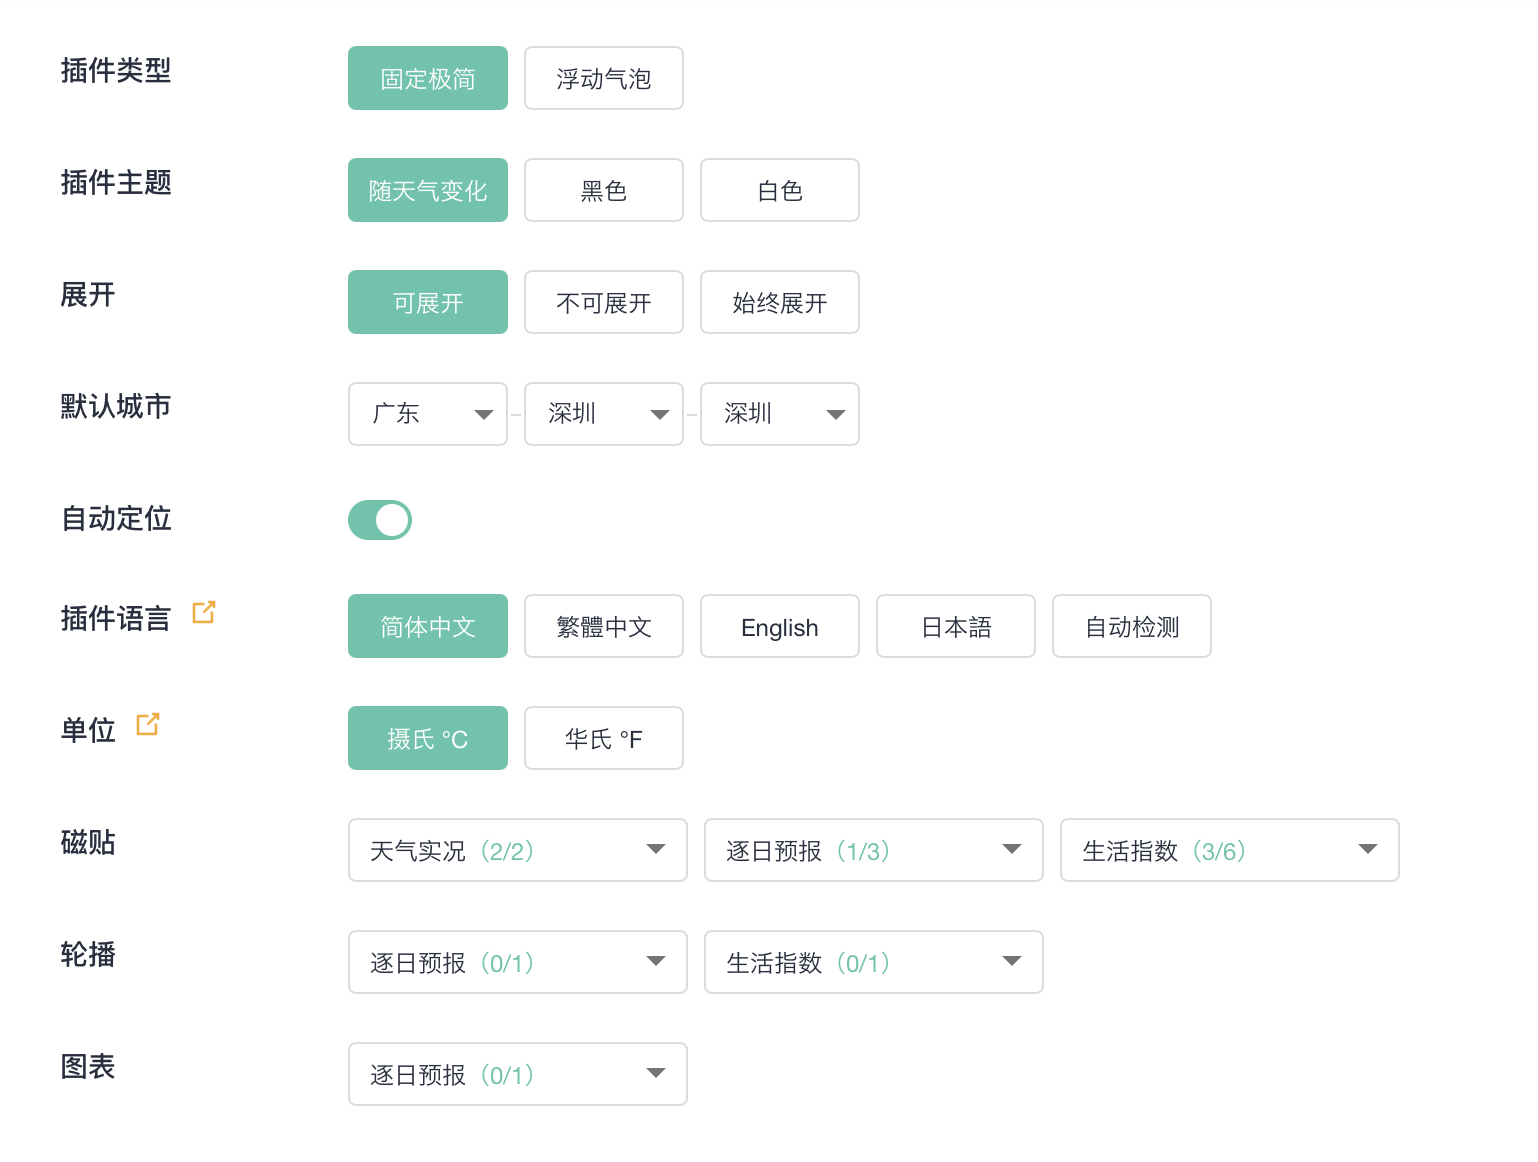 插件类型 固定极简 浮动气泡
插件主题 随天气变化 黑色 白色
展开 可展开 不可展开 始终展开
默认城市 广东 - 深圳 - 深圳
自动定位
插件语言 简体中文 繁體中文 English 日本語 自动检测
单位 摄氏 °C 华氏 °F
磁贴 天气实况（2/2） 逐日预报（1/3） 生活指数（3/6）
轮播 逐日预报（0/1） 生活指数（0/1）
图表 逐日预报（0/1）